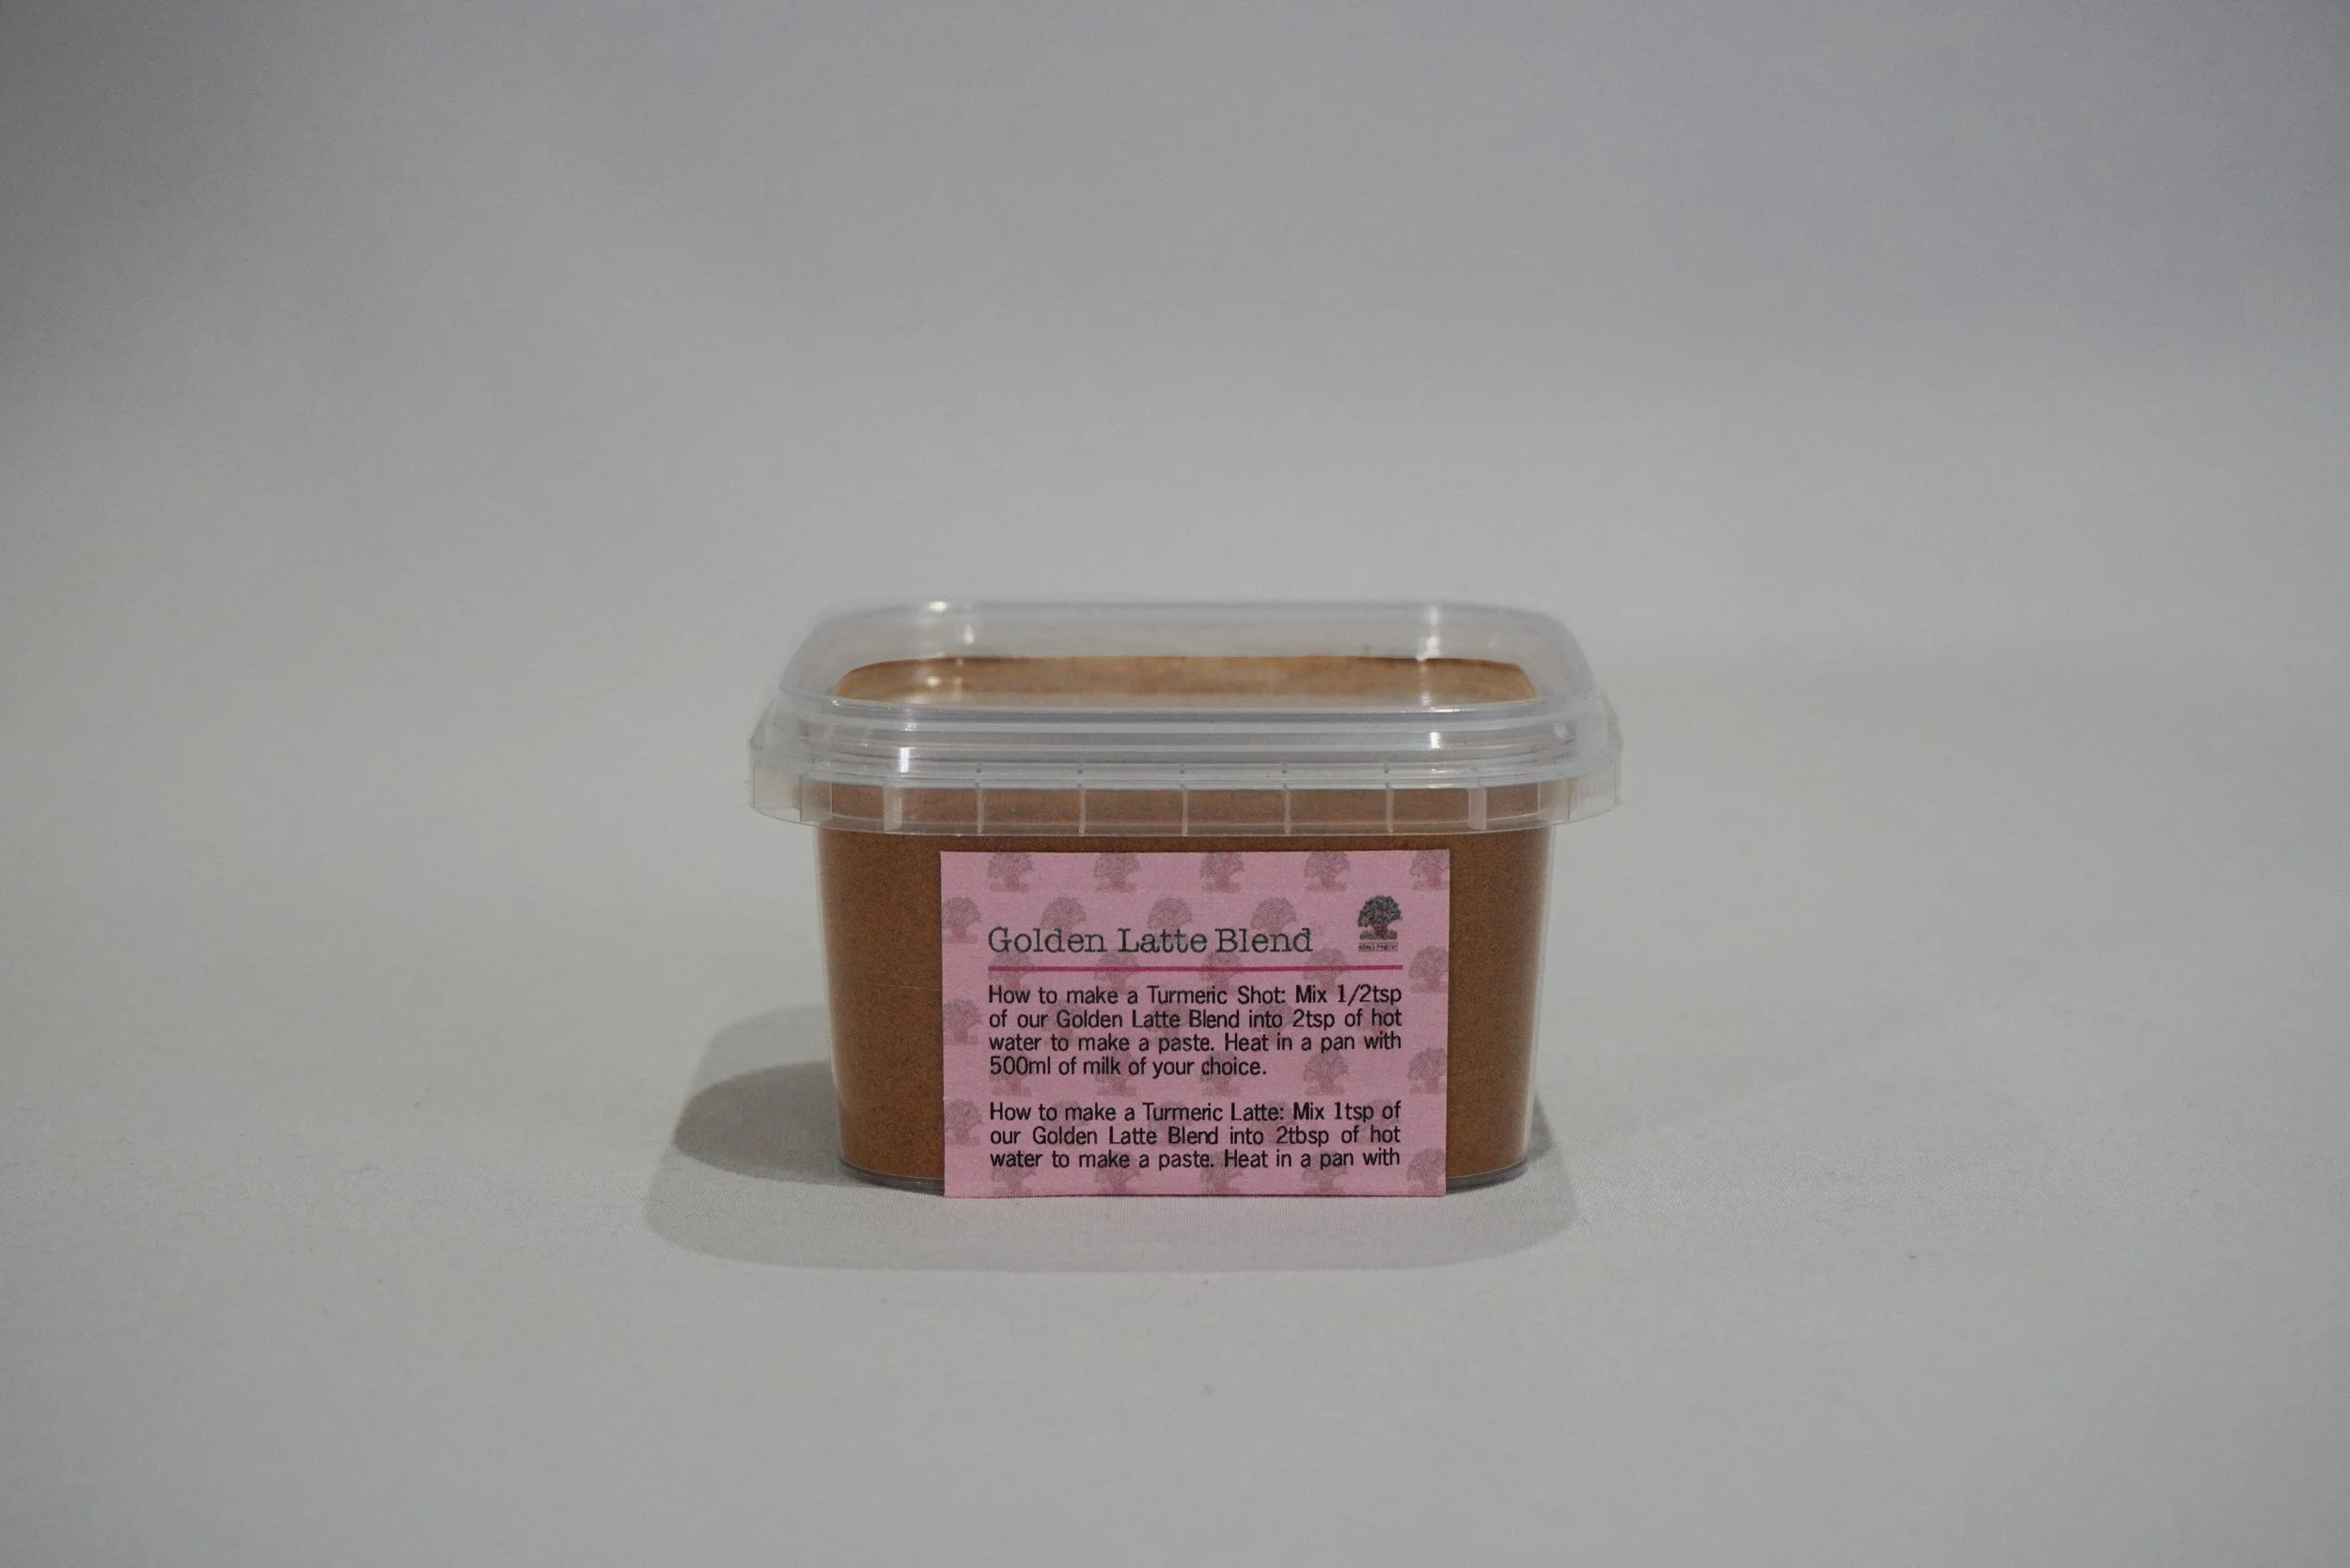 Golden Latte Blend
How to make a Turmeric Shot: Mix 1/2tsp
of our Golden Latte Blend into 2tsp of hot
water to make a paste. Heat in a pan with
500ml of milk of your choice.
How to make a Turmeric Latte: Mix 1tsp of
our Golden Latte Blend into 2tbsp of hot
water to make a paste. Heat in a pan with